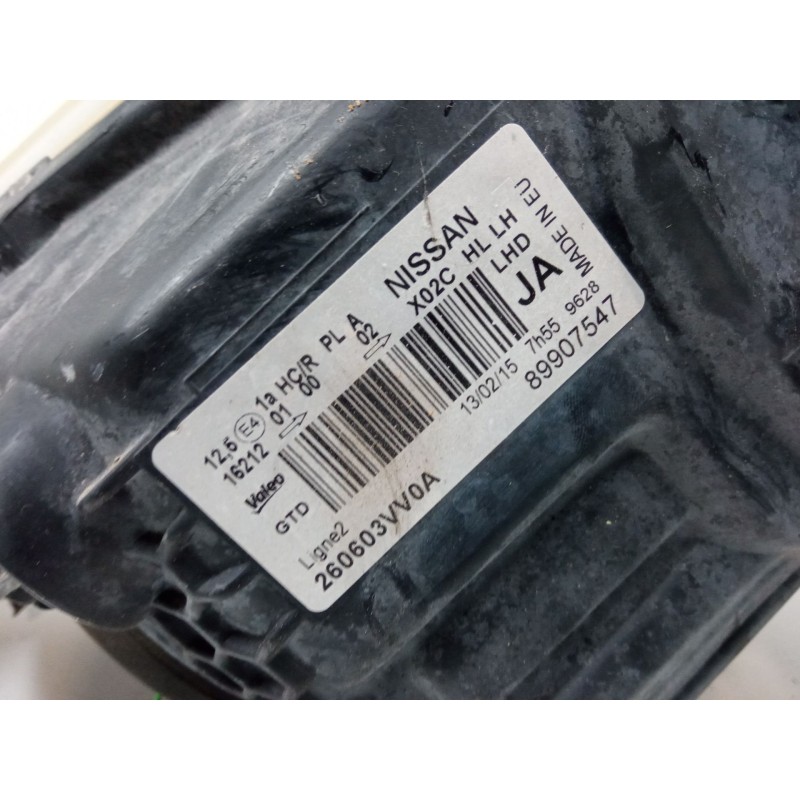 12,5 E4 1a HC/R PL A
16212 01 00 02
NISSAN
X02C HL LH
LHD
JA
MADE IN EU
Valeo
GTD
Ligne2
260603VV0A
13/02/15 7h55 9628
89907547